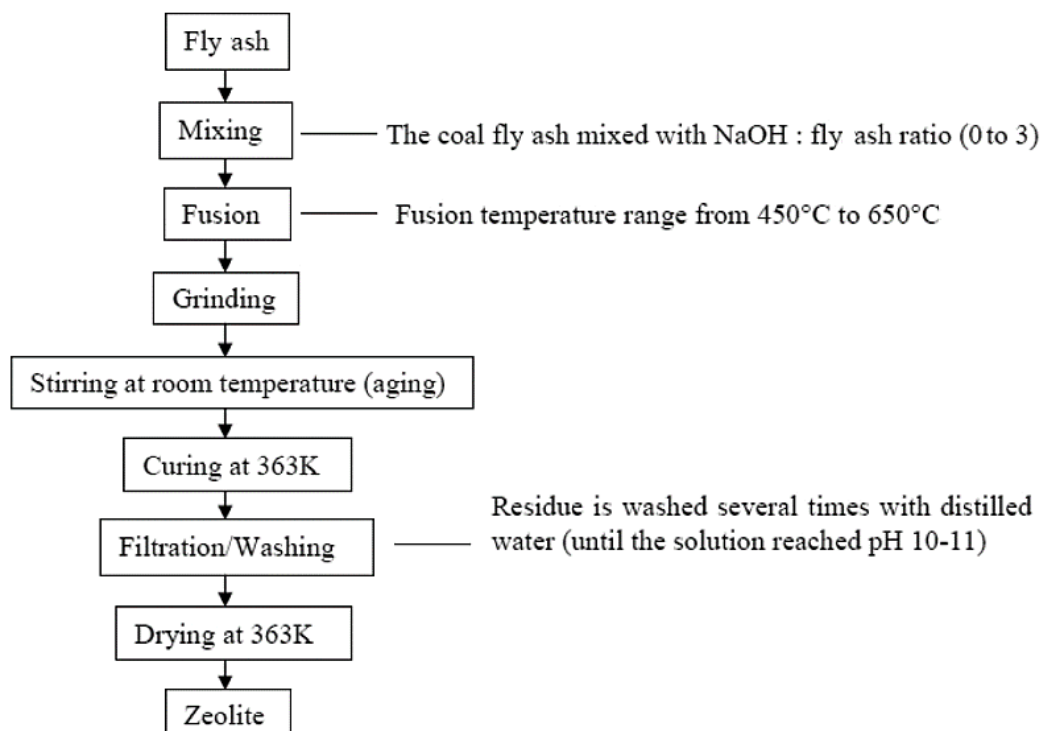 Fly ash
Mixing
The coal fly ash mixed with NaOH : fly ash ratio (0 to 3)
Fusion
Fusion temperature range from 450°C to 650°C
Grinding
Stirring at room temperature (aging)
Curing at 363K
Residue is washed several times with distilled
water (until the solution reached pH 10-11)
Filtration/Washing
Drying at 363K
Zeolite